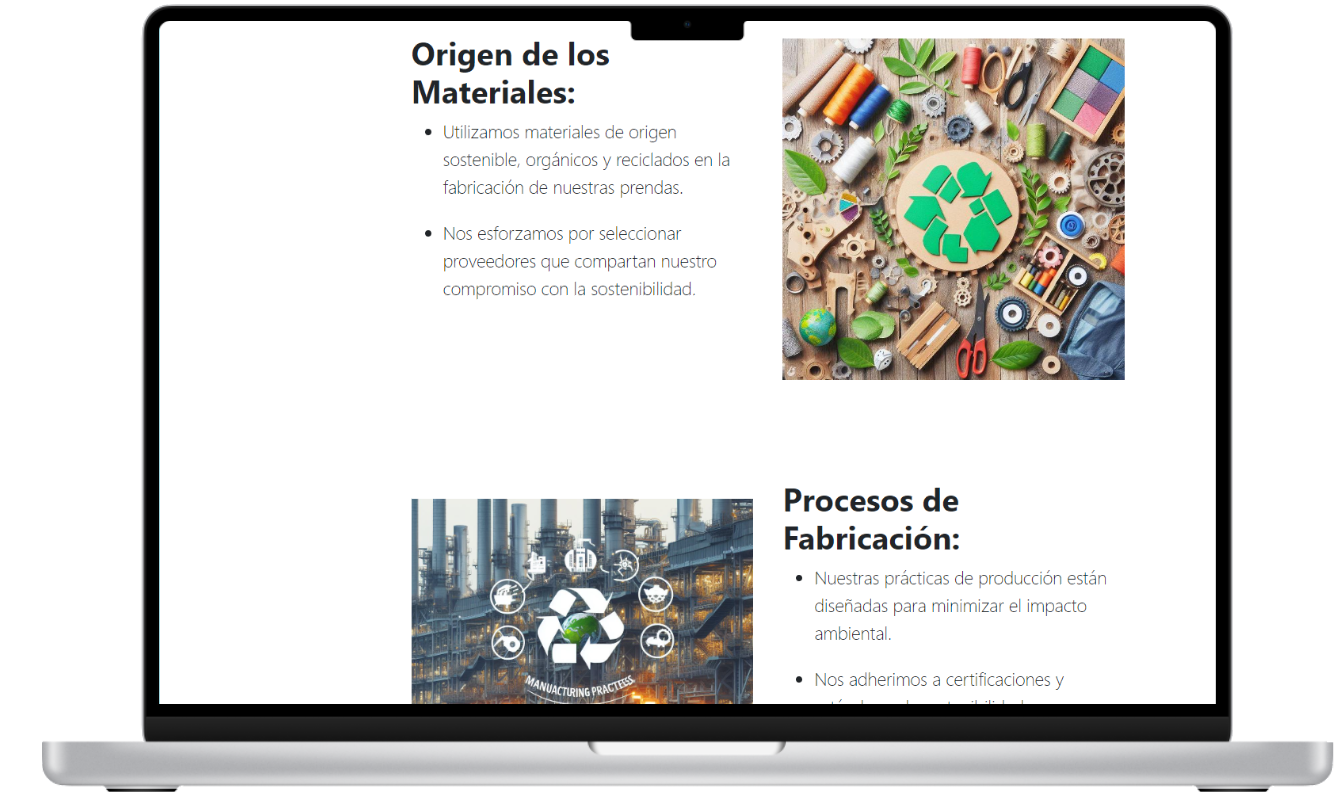 Origen de los
Materiales:
Utilizamos materiales de origen
sostenible, orgánicos y reciclados en la
fabricación de nuestras prendas.
Nos esforzamos por seleccionar
proveedores que compartan nuestro
compromiso con la sostenibilidad.
Procesos de
Fabricación:
Nuestras prácticas de producción están
diseñadas para minimizar el impacto
ambiental.
Nos adherimos a certificaciones y
MANUACTURING PRACTEES